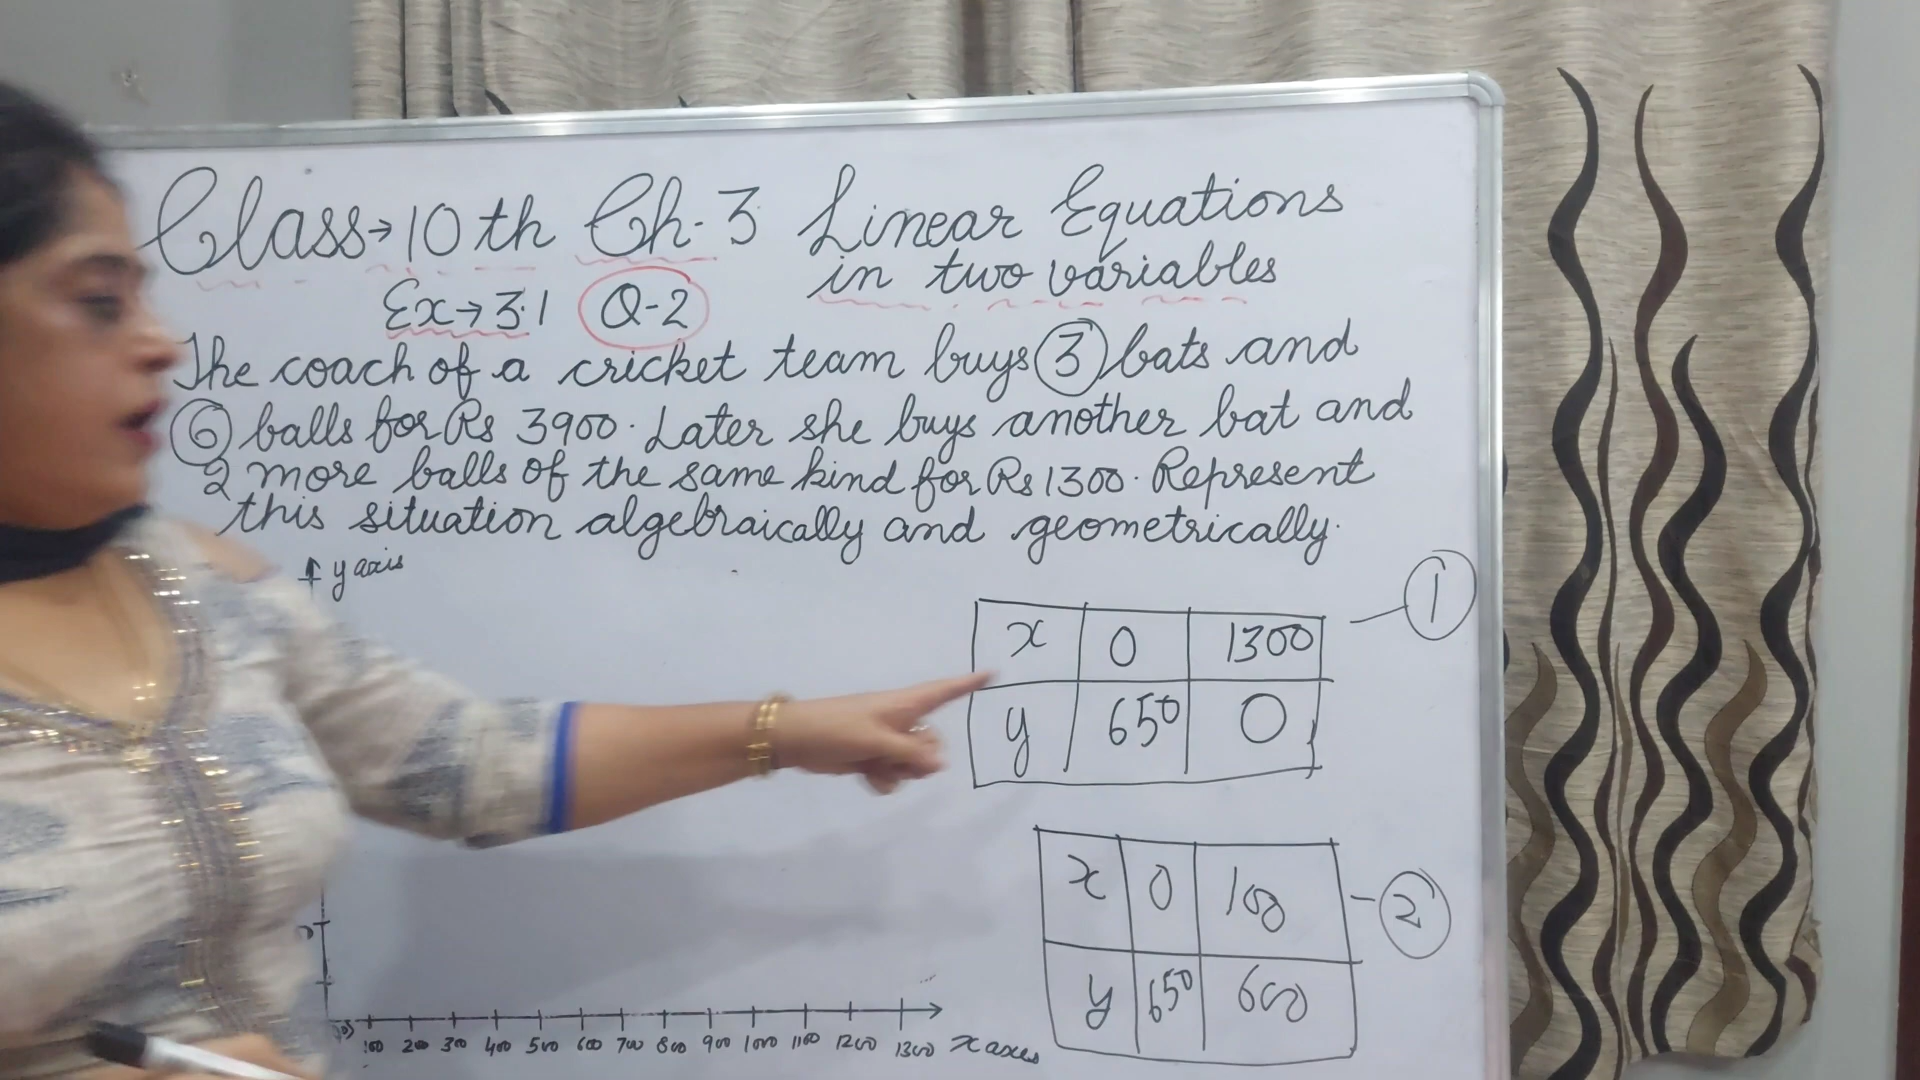 Class→10th Ch-3 Linear Equations
in two variables
Ex→3.1 Q-2
The coach of a cricket team buys 3 bats and
6 balls for Rs 3900. Later she buys another bat and
2 more balls of the same kind for Rs 1300. Represent
this situation algebraically and geometrically.
y axis
x 0 1300
y 650 0
1
x 0 100
y 650 600
2
100 200 300 400 500 600 700 800 900 1000 1100 1200 1300 x axes